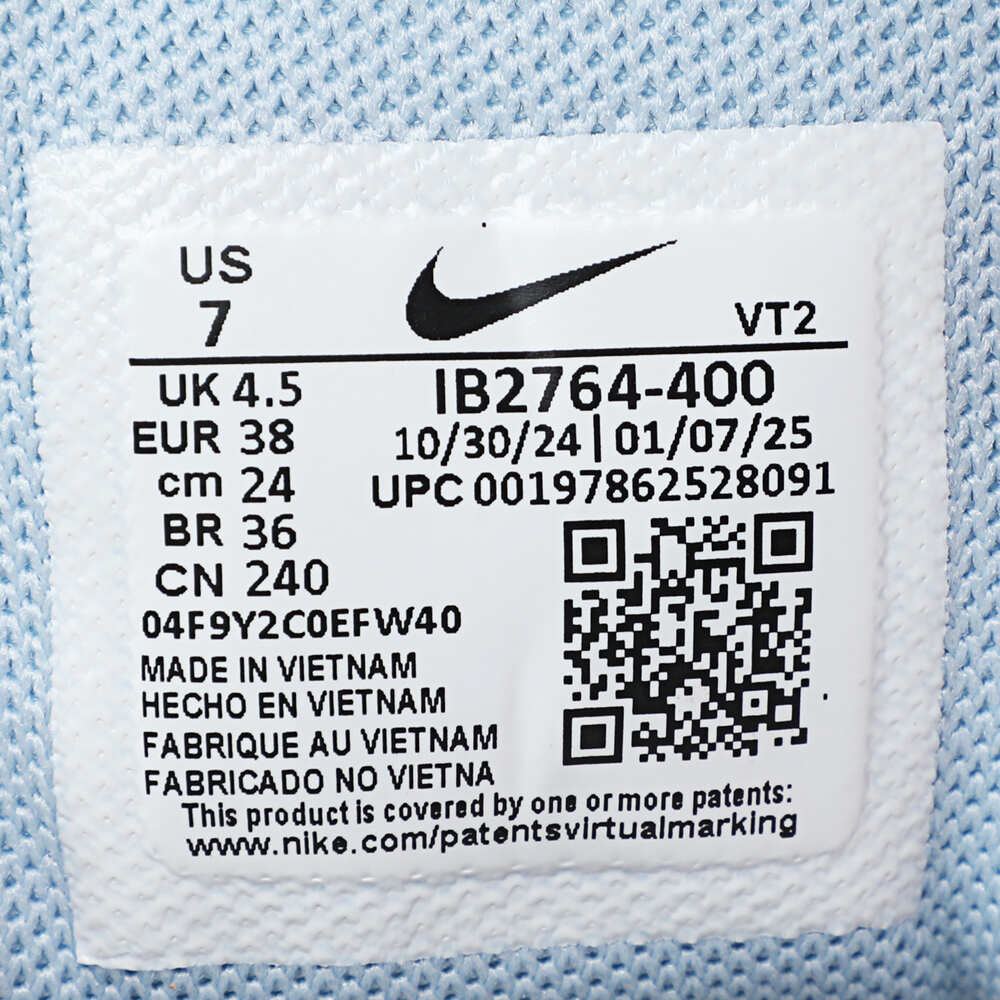 US
7
VT2
UK 4.5
EUR 38
cm 24
BR 36
CN 240
IB2764-400
10/30/24 | 01/07/25
UPC 00197862528091
04F9Y2C0EFW40
MADE IN VIETNAM
HECHO EN VIETNAM
FABRIQUE AU VIETNAM
FABRICADO NO VIETNA
This product is covered by one or more patents:
www.nike.com/patentsvirtualmarking